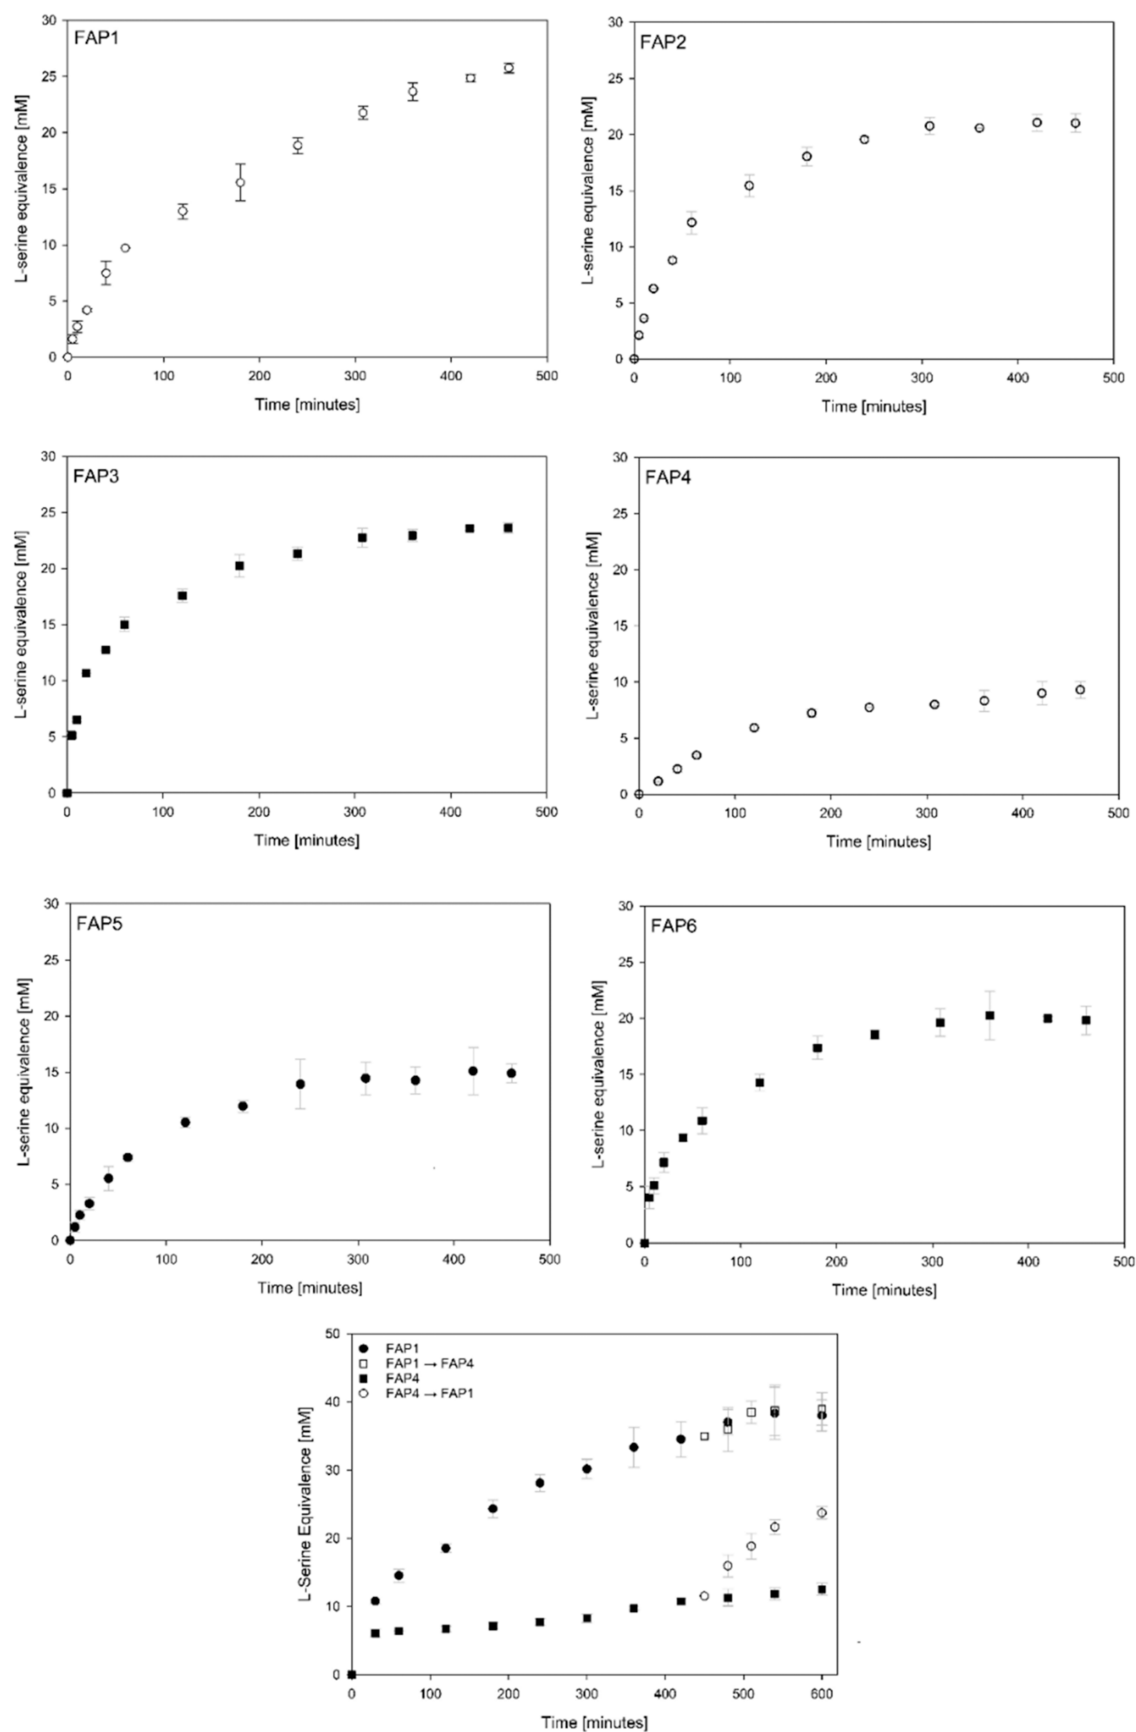 FAP1
L-serine equivalence [mM]
30
25
20
15
10
5
0
0 100 200 300 400 500
Time [minutes]
FAP2
L-serine equivalence [mM]
30
25
20
15
10
5
0
0 100 200 300 400 500
Time [minutes]
FAP3
L-serine equivalence [mM]
30
25
20
15
10
5
0
0 100 200 300 400 500
Time [minutes]
FAP4
L-serine equivalence [mM]
30
25
20
15
10
5
0
0 100 200 300 400 500
Time [minutes]
FAP5
L-serine equivalence [mM]
30
25
20
15
10
5
0
0 100 200 300 400 500
Time [minutes]
FAP6
L-serine equivalence [mM]
30
25
20
15
10
5
0
0 100 200 300 400 500
Time [minutes]
FAP1
FAP1 → FAP4
FAP4
FAP4 → FAP1
L-Serine Equivalence [mM]
50
40
30
20
10
0
0 100 200 300 400 500 600
Time [minutes]